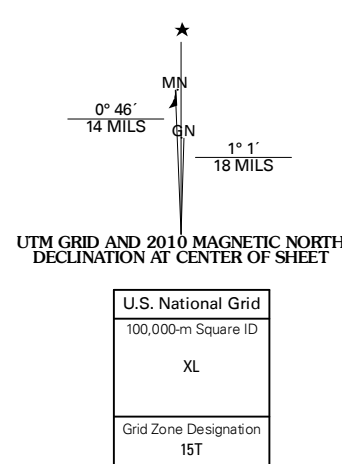 MN
0° 46´
14 MILS
GN
1° 1´
18 MILS
UTM GRID AND 2010 MAGNETIC NORTH
DECLINATION AT CENTER OF SHEET
U.S. National Grid
100,000-m Square ID
XL
Grid Zone Designation
15T